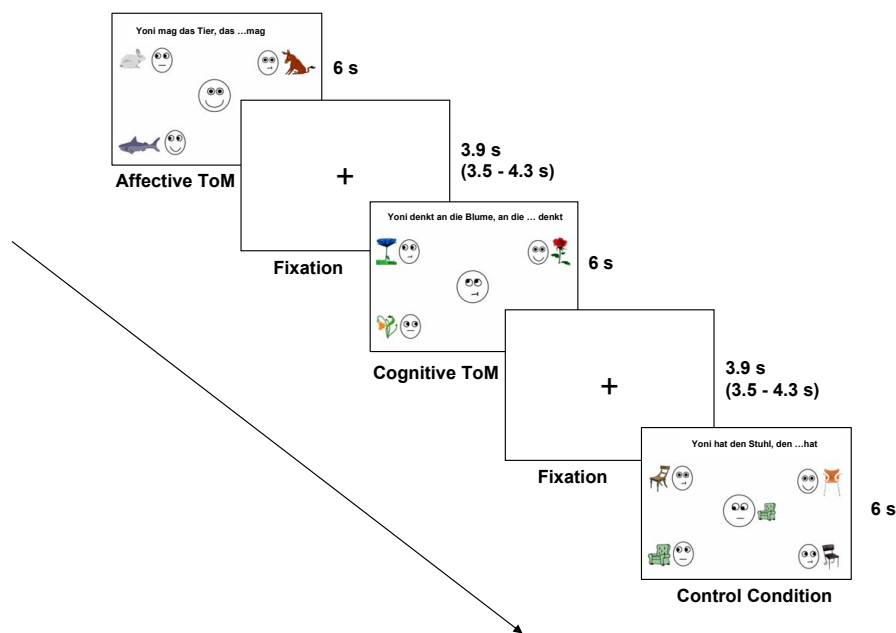 Yoni mag das Tier, das ...mag
6 s
Affective ToM
+
3.9 s
(3.5 - 4.3 s)
Fixation
Yoni denkt an die Blume, an die ... denkt
6 s
Cognitive ToM
+
3.9 s
(3.5 - 4.3 s)
Fixation
Yoni hat den Stuhl, den ...hat
6 s
Control Condition